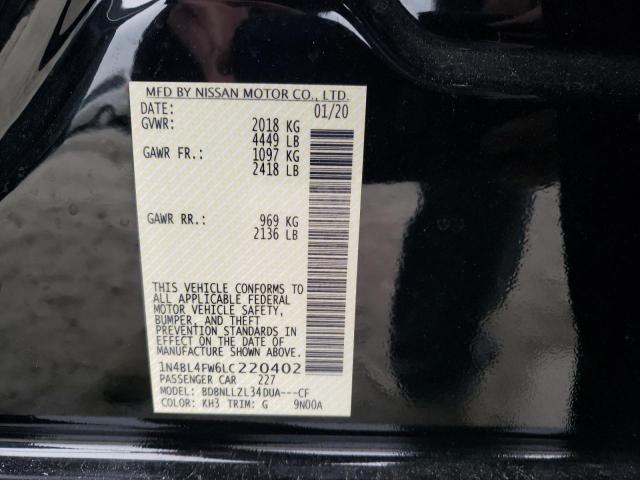 MFD BY NISSAN MOTOR CO., LTD.
DATE: 01/20
GVWR: 2018 KG
4449 LB
GAWR FR.: 1097 KG
2418 LB
GAWR RR.: 969 KG
2136 LB
THIS VEHICLE CONFORMS TO
ALL APPLICABLE FEDERAL
MOTOR VEHICLE SAFETY,
BUMPER, AND THEFT
PREVENTION STANDARDS IN
EFFECT ON THE DATE OF
MANUFACTURE SHOWN ABOVE.
1N4BL4FW6LC220402
PASSENGER CAR 227
MODEL: BDBNLLZL34DUA---CF
COLOR: KH3 TRIM: G 9N00A